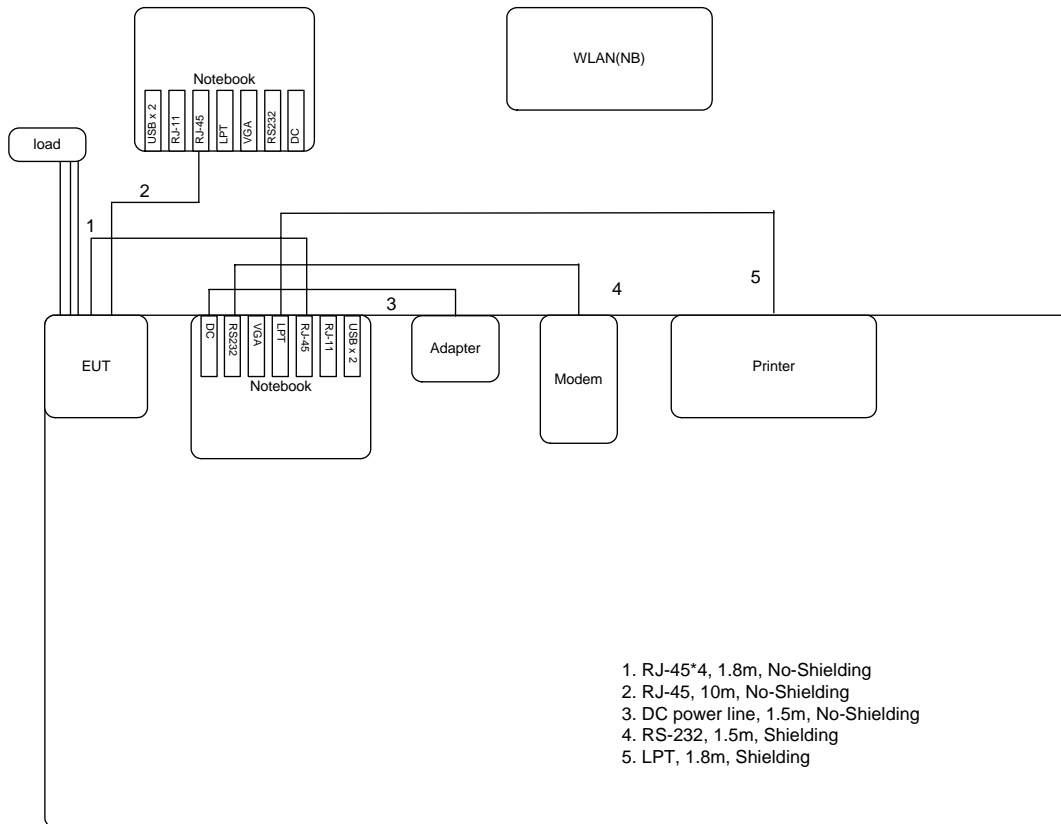 WLAN(NB)
Notebook
USB x 2
RJ-11
RJ-45
LPT
VGA
RS232
DC
load
2
1
5
4
3
EUT
DC
RS232
VGA
LPT
RJ-45
RJ-11
USB x 2
Notebook
Adapter
Modem
Printer
1. RJ-45*4, 1.8m, No-Shielding
2. RJ-45, 10m, No-Shielding
3. DC power line, 1.5m, No-Shielding
4. RS-232, 1.5m, Shielding
5. LPT, 1.8m, Shielding